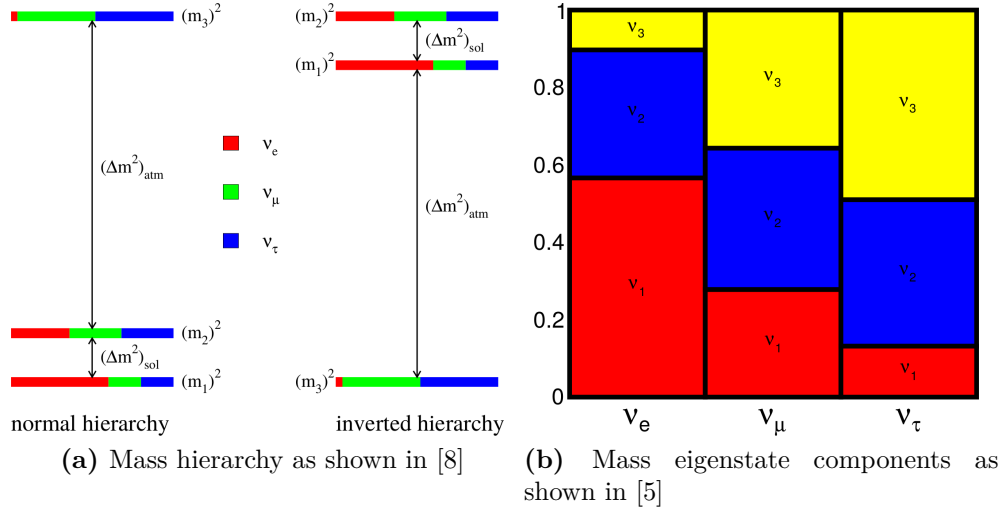 (m₃)²
(Δm²)atm
(m₂)²
(Δm²)sol
(m₁)²
normal hierarchy
νe
νμ
ντ
(m₂)²
(Δm²)sol
(m₁)²
(Δm²)atm
(m₃)²
inverted hierarchy
(a) Mass hierarchy as shown in [8]
1
0.8
0.6
0.4
0.2
0
ν₃
ν₂
ν₁
ν₃
ν₂
ν₁
ν₃
ν₂
ν₁
νe νμ ντ
(b) Mass eigenstate components as
shown in [5]